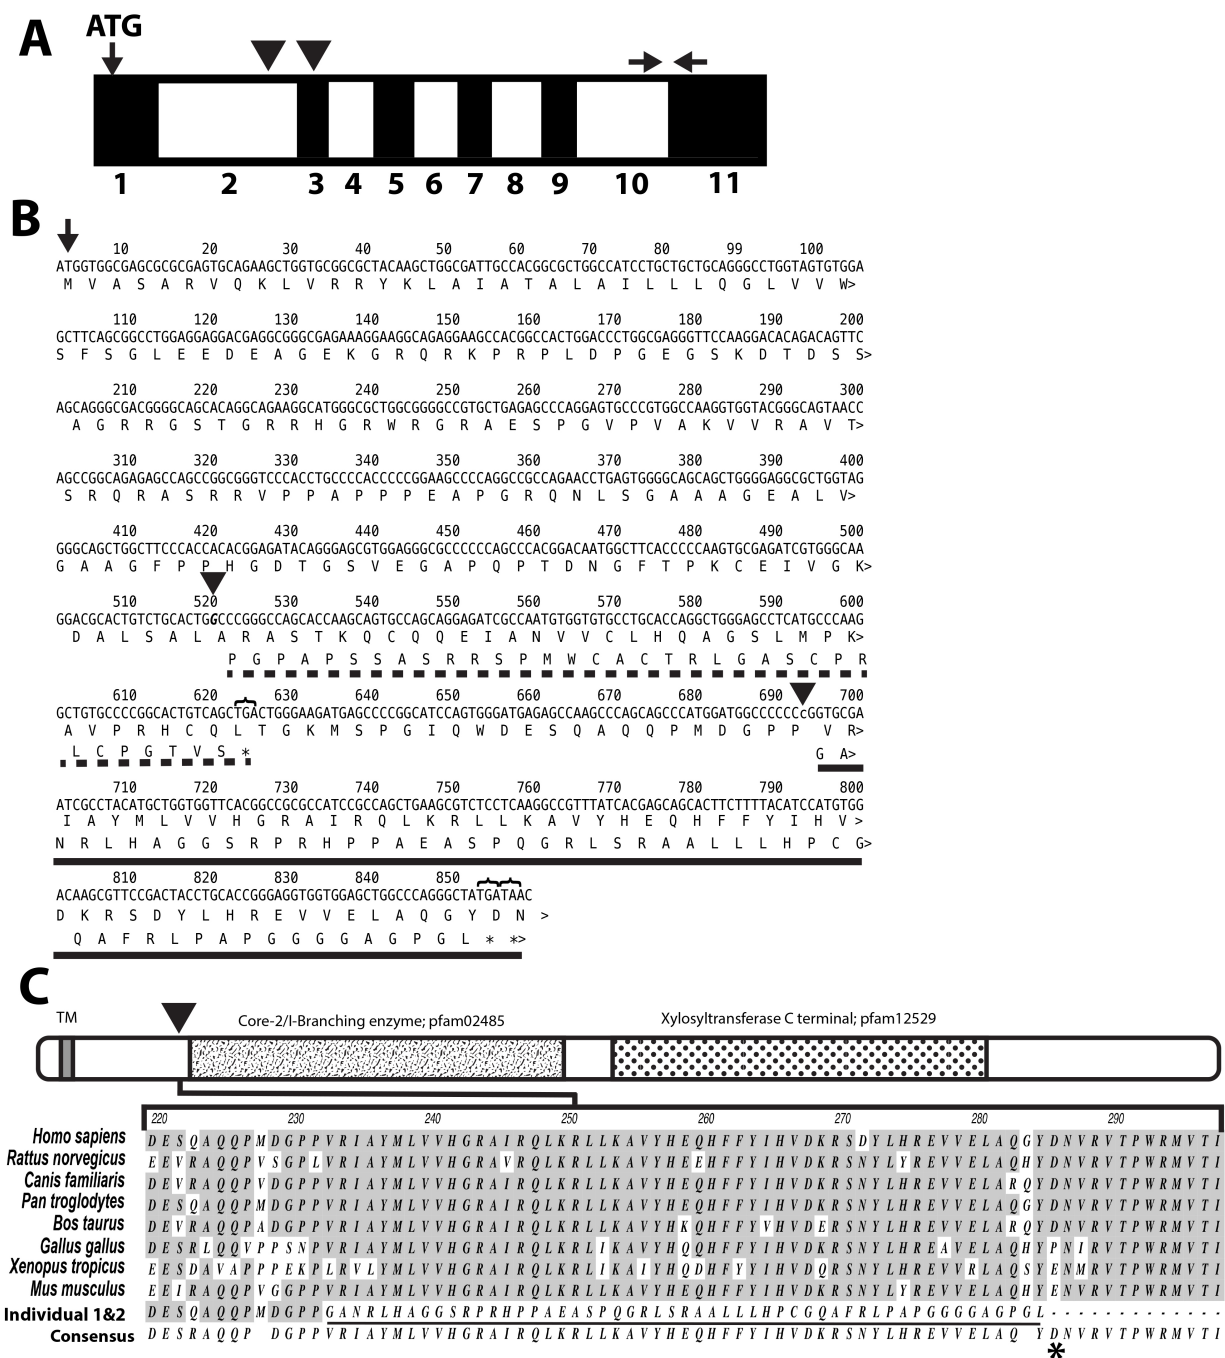 A
ATG
1 2 3 4 5 6 7 8 9 10 11
B
10 20 30 40 50 60 70 80 99 100
ATGGTGGCGAGCGCGCGAGTGCAGAAGCTGGTGCGGCGCTACAAGCTGGCGATTGCCACGGCGCTGGCCATCCTGCTGCTGCAGGGCCTGGTAGTGTGGA
M V A S A R V Q K L V R R Y K L A I A T A L A I L L L Q G L V V W>
110 120 130 140 150 160 170 180 190 200
GCTTCAGCGGCCTGGAGGAGGACGAGGCGGGCGAGAAAGGAAGGCAGAGGAAGCCACGGCCACTGGACCCTGGCGAGGGTTCCAAGGACACAGACAGTTC
S F S G L E E D E A G E K G R Q R K P R P L D P G E G S K D T D S S>
210 220 230 240 250 260 270 280 290 300
AGCAGGGCGACGGGGCAGCACAGGCAGAAGGCATGGGCGCTGGCGGGGCCGTGCTGAGAGCCCAGGAGTGCCCGTGGCCAAGGTGGTACGGGCAGTAACC
A G R R G S T G R R H G R W R G R A E S P G V P V A K V V R A V T>
310 320 330 340 350 360 370 380 390 400
AGCCGGCAGAGAGCCAGCCGGCGGGTCCCACCTGCCCCACCCCCGGAAGCCCCAGGCCGCCAGAACCTGAGTGGGGCAGCAGCTGGGGAGGCGCTGGTAG
S R Q R A S R R V P P A P P P E A P G R Q N L S G A A A G E A L V>
410 420 430 440 450 460 470 480 490 500
GGGCAGCTGGCTTCCCACCACACGGAGATACAGGGAGCGTGGAGGGCGCCCCCCAGCCCACGGACAATGGCTTCACCCCCAAGTGCGAGATCGTGGGCAA
G A A G F P P H G D T G S V E G A P Q P T D N G F T P K C E I V G K>
510 520 530 540 550 560 570 580 590 600
GGACGCACTGTCTGCACTGGCCCGGGCCAGCACCAAGCAGTGCCAGCAGGAGATCGCCAATGTGGTGTGCCTGCACCAGGCTGGGAGCCTCATGCCCAAG
D A L S A L A R A S T K Q C Q Q E I A N V V C L H Q A G S L M P K>
P G P A P S S A S R R S P M W C A C T R L G A S C P R
610 620 630 640 650 660 670 680 690 700
GCTGTGCCCCGGCACTGTCAGCTGACTGGGAAGATGAGCCCCGGCATCCAGTGGGATGAGAGCCAAGCCCAGCAGCCCATGGATGGCCCCCCCGGTGCGA
A V P R H C Q L T G K M S P G I Q W D E S Q A Q Q P M D G P P V R>
L C P G T V S * G A>
710 720 730 740 750 760 770 780 790 800
ATCGCCTACATGCTGGTGGTTCACGGCCGCGCCATCCGCCAGCTGAAGCGTCTCCTCAAGGCCGTTTATCACGAGCAGCACTTCTTTTACATCCATGTGG
I A Y M L V V H G R A I R Q L K R L L K A V Y H E Q H F F Y I H V >
N R L H A G G S R P R H P P A E A S P Q G R L S R A A L L L H P C G>
810 820 830 840 850
ACAAGCGTTCCGACTACCTGCACCGGGAGGTGGTGGAGCTGGCCCAGGGCTATGATAAC
D K R S D Y L H R E V V E L A Q G Y D N >
Q A F R L P A P G G G G A G P G L * *>
C
TM
Core-2/I-Branching enzyme; pfam02485
Xylosyltransferase C terminal; pfam12529
220 230 240 250 260 270 280 290
Homo sapiens D E S Q A Q Q P M D G P P V R I A Y M L V V H G R A I R Q L K R L L K A V Y H E Q H F F Y I H V D K R S D Y L H R E V V E L A Q G Y D N V R V T P W R M V T I
Rattus norvegicus E E V R A Q Q P V S G P L V R I A Y M L V V H G R A V R Q L K R L L K A V Y H E E H F F Y I H V D K R S N Y L Y R E V V E L A Q H Y D N V R V T P W R M V T I
Canis familiaris D E V R A Q Q P V D G P P V R I A Y M L V V H G R A I R Q L K R L L K A V Y H E Q H F F Y I H V D K R S N Y L H R E V V E L A R Q Y D N V R V T P W R M V T I
Pan troglodytes D E S Q A Q Q P M D G P P V R I A Y M L V V H G R A I R Q L K R L L K A V Y H E Q H F F Y I H V D K R S N Y L H R E V V E L A Q G Y D N V R V T P W R M V T I
Bos taurus D E V R A Q Q P A D G P P V R I A Y M L V V H G R A I R Q L K R L L K A V Y H K Q H F F Y V H V D E R S N Y L H R E V V E L A R Q Y D N V R V T P W R M V T I
Gallus gallus D E S R L Q Q V P P S N P V R I A Y M L V V H G R A I R Q L K R L I K A V Y H Q Q H F F Y I H V D K R S N Y L H R E A V E L A Q H Y P N I R V T P W R M V T I
Xenopus tropicus E E S D A V A P P P E K P L R V L Y M L V V H G R A I R Q L K R L I K A I Y H Q D H F Y Y I H V D Q R S N Y L H R E V V R L A Q S Y E N M R V T P W R M V T I
Mus musculus E E I R A Q Q P V G G P P V R I A Y M L V V H G R A I R Q L K R L L K A V Y H E Q H F F Y I H V D K R S N Y L Y R E V V E L A Q H Y E N V R V T P W R M V T I
Individual 1&2 D E S Q A Q Q P M D G P P G A N R L H A G G S R P R H P P A E A S P Q G R L S R A A L L L H P C G Q A F R L P A P G G G G A G P G L - - - - - - - - - - - - -
Consensus D E S R A Q Q P D G P P V R I A Y M L V V H G R A I R Q L K R L L K A V Y H E Q H F F Y I H V D K R S N Y L H R E V V E L A Q Y D N V R V T P W R M V T I
*